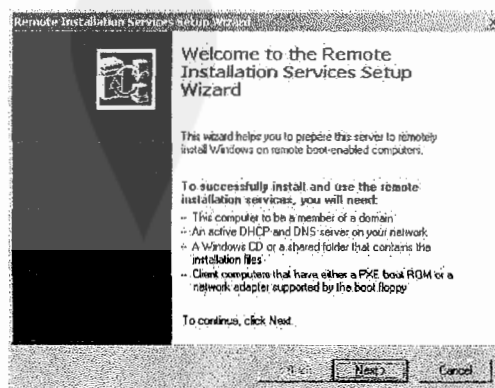 Remote Installation Services Setup Wizard
Welcome to the Remote
Installation Services Setup
Wizard
This wizard helps you to prepare this server to remotely
install Windows on remote boot-enabled computers.
To successfully install and use the remote
installation services, you will need:
- This computer to be a member of a domain
- An active DHCP and DNS server on your network
- A Windows CD or a shared folder that contains the
installation files
- Client computers that have either a PXE boot ROM or a
network adapter supported by the boot floppy
To continue, click Next.
Next > Cancel